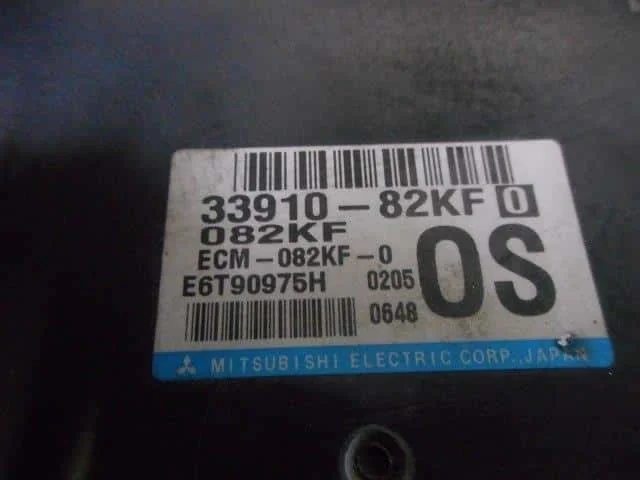 33910-82KF 0
082KF
ECM-082KF-0
E6T90975H 0205
0648
OS
MITSUBISHI ELECTRIC CORP., JAPAN